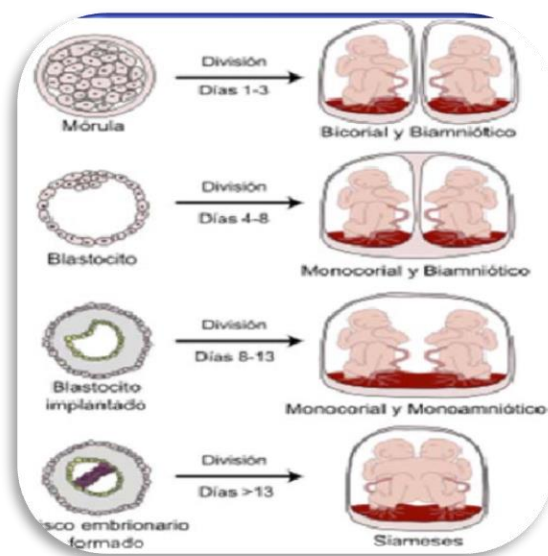 División
Días 1-3
Mórula
Bicorial y Biamniótico
División
Días 4-8
Blastocito
Monocorial y Biamniótico
División
Días 8-13
Blastocito
implantado
Monocorial y Monoamniótico
División
Días >13
isco embrionario
formado
Siameses